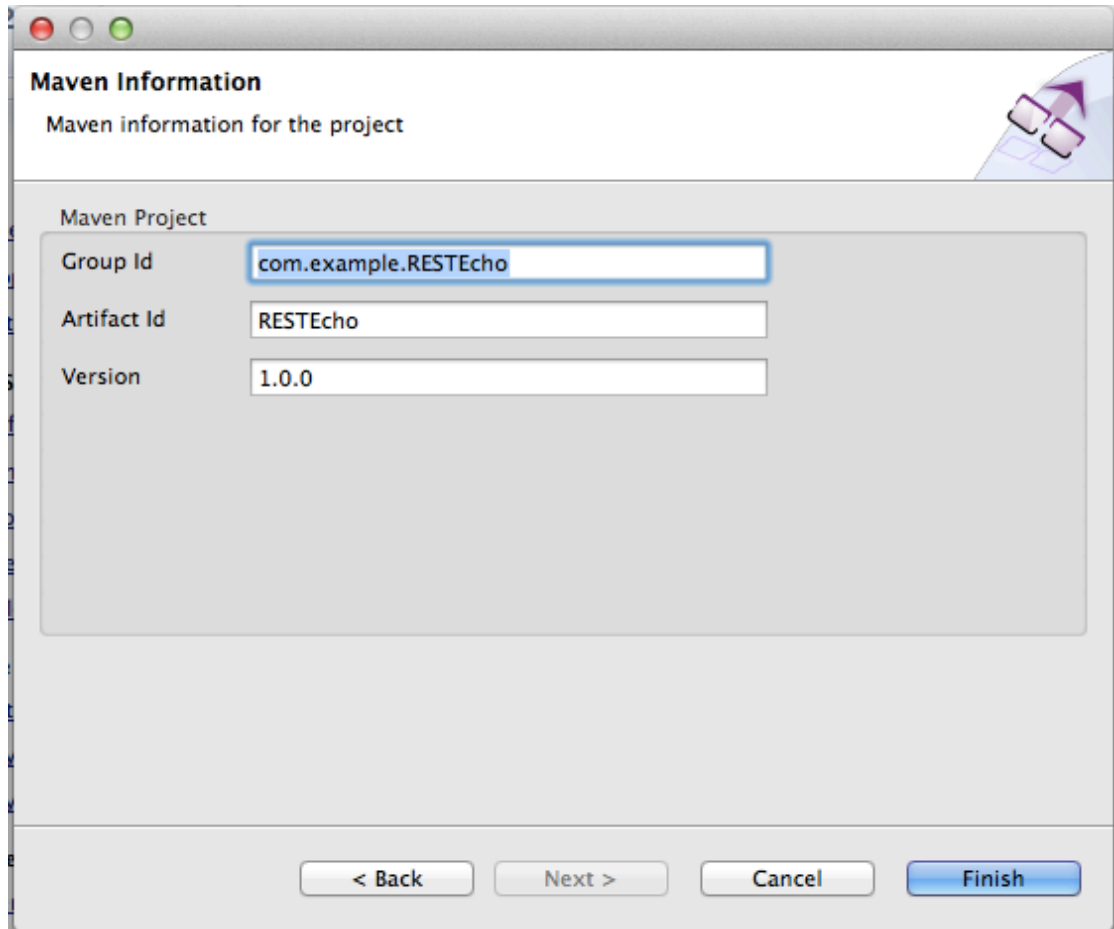 Maven Information
Maven information for the project
Maven Project
Group Id com.example.RESTEcho
Artifact Id RESTEcho
Version 1.0.0
< Back Next > Cancel Finish